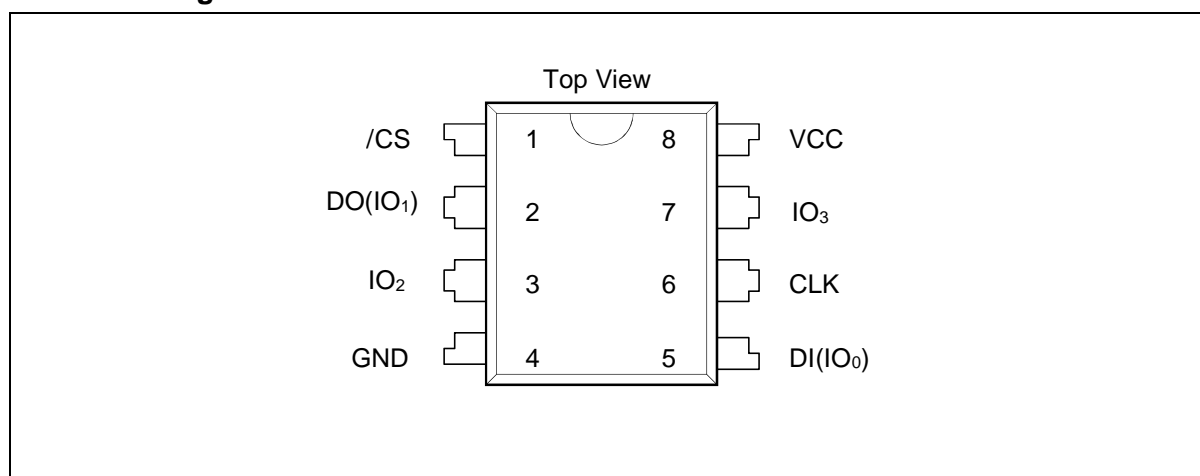 Top View
/CS 1 8 VCC
DO(IO₁) 2 7 IO₃
IO₂ 3 6 CLK
GND 4 5 DI(IO₀)